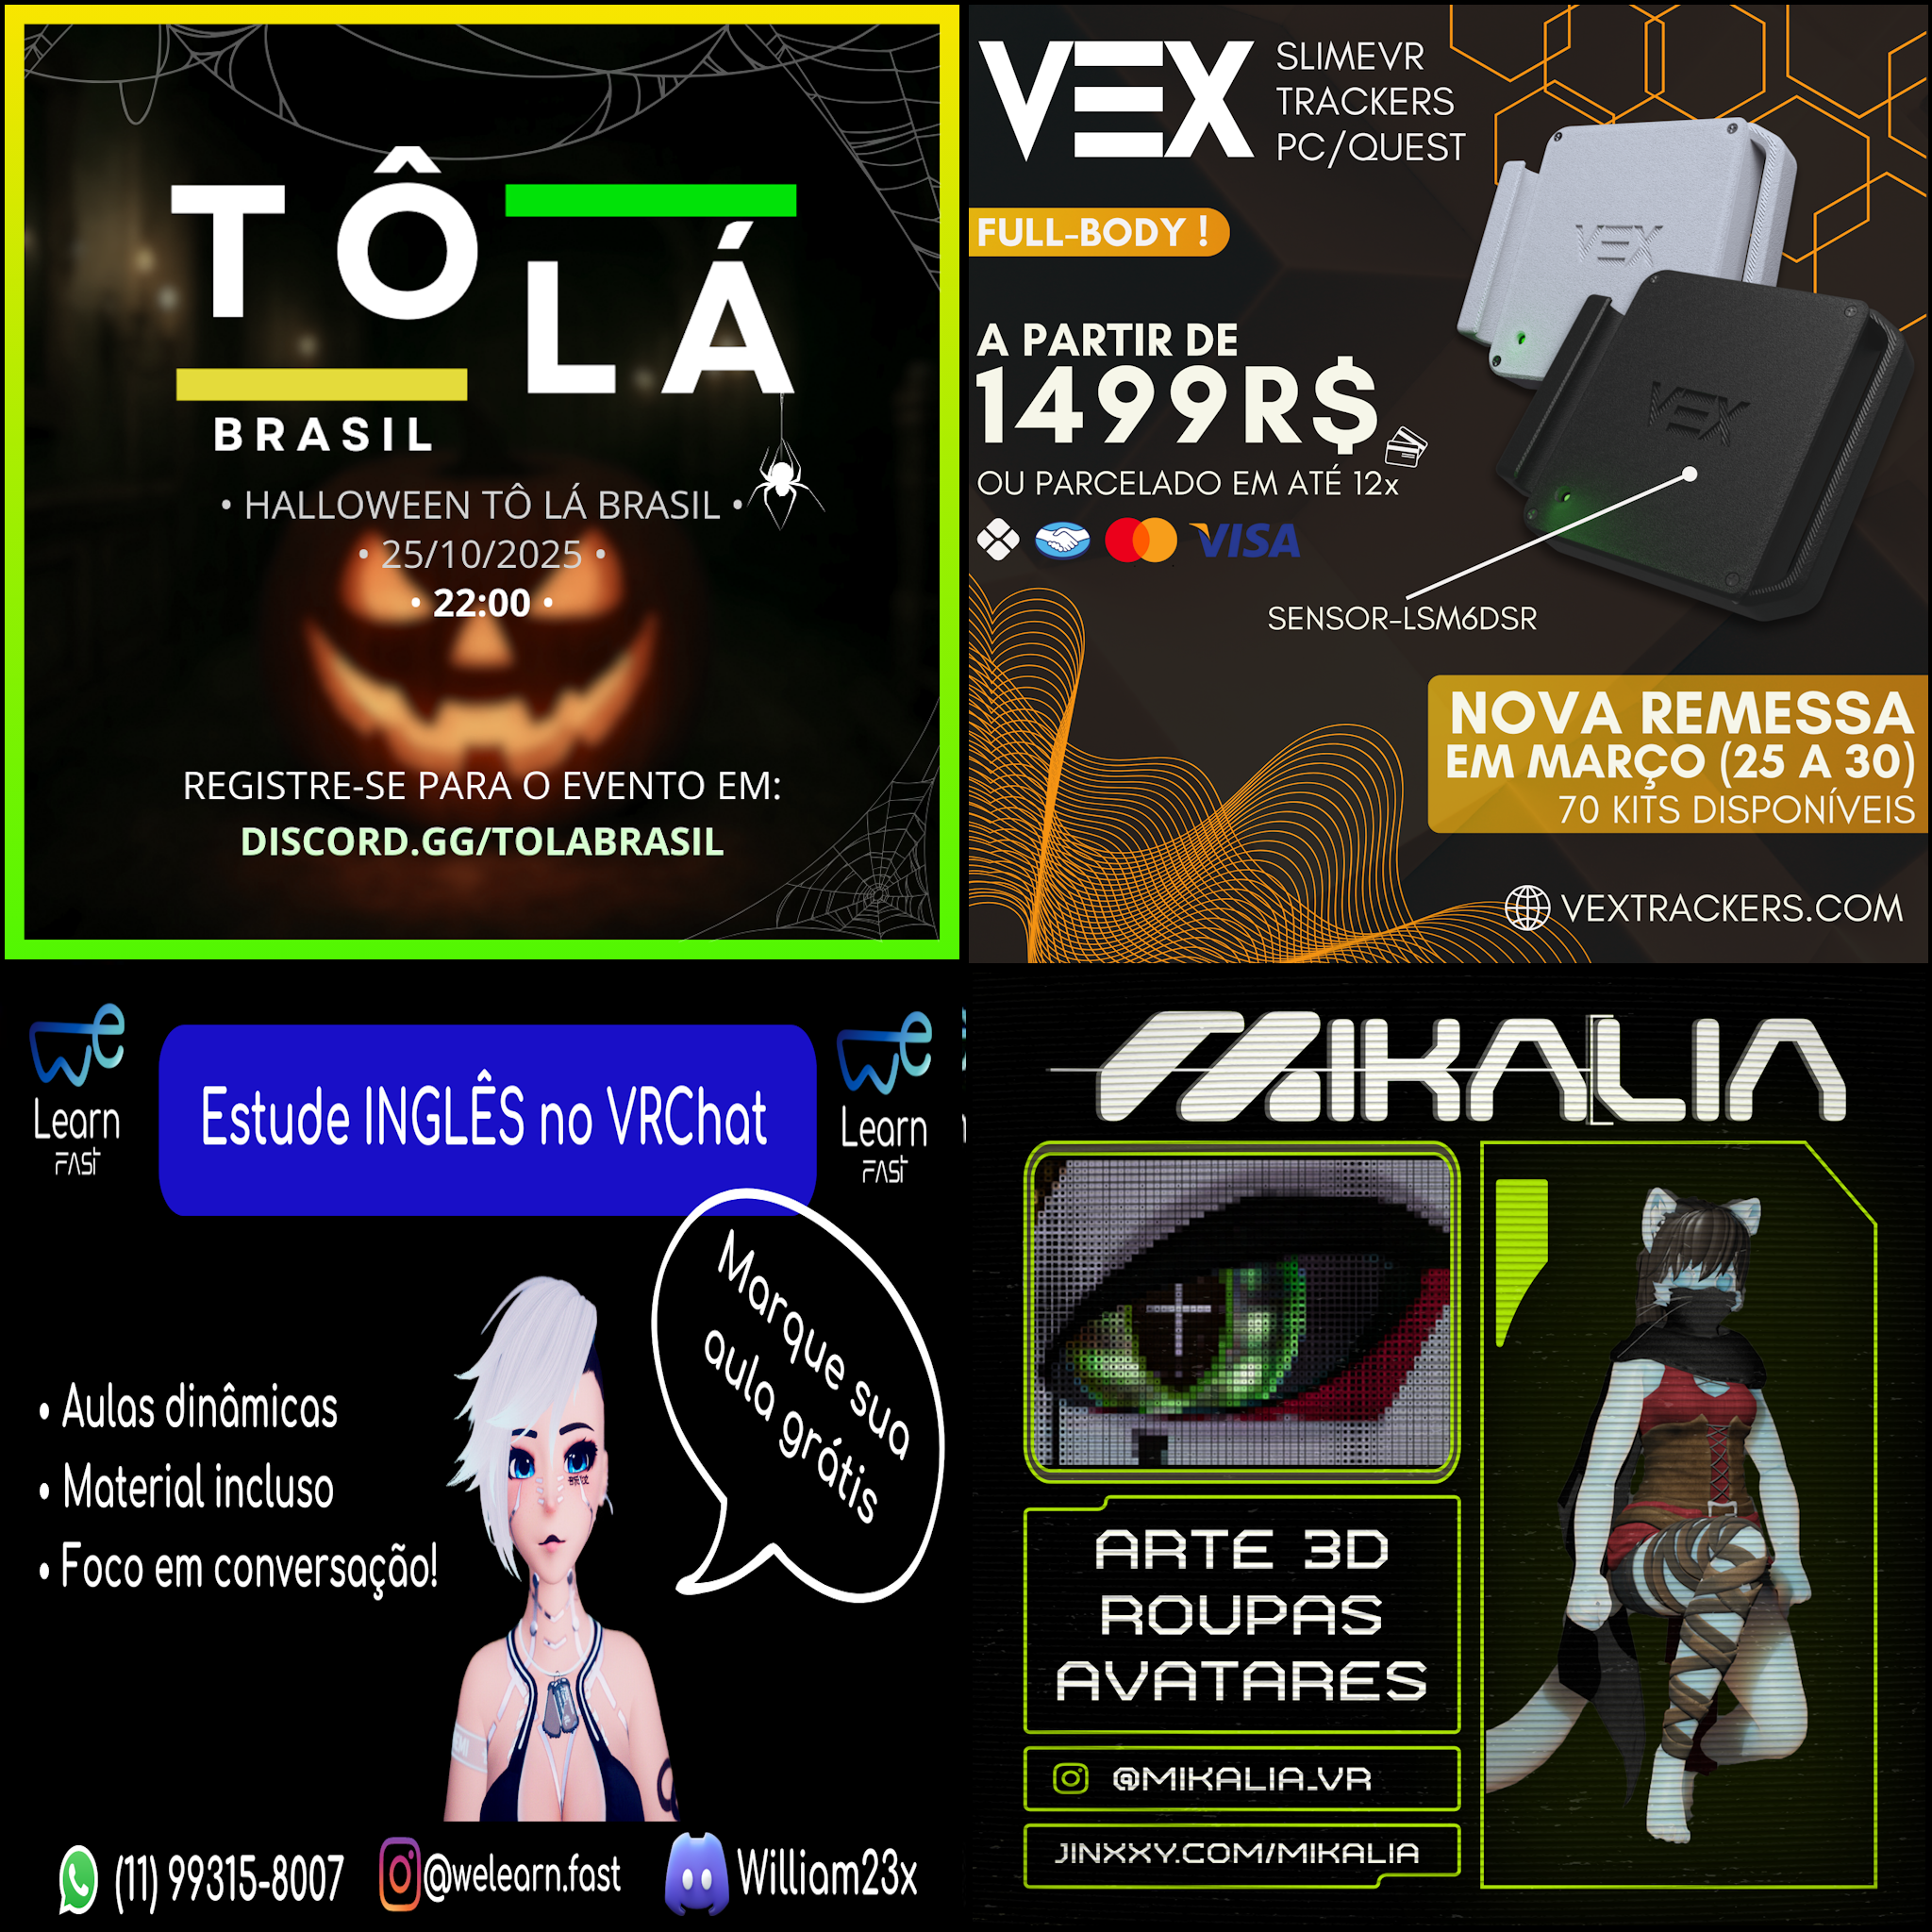 TÔ LÁ
BRASIL
• HALLOWEEN TÔ LÁ BRASIL •
• 25/10/2025 •
• 22:00 •
REGISTRE-SE PARA O EVENTO EM:
DISCORD.GG/TOLABRASIL
VEX
SLIMEVR
TRACKERS
PC/QUEST
FULL-BODY !
A PARTIR DE
1499R$
OU PARCELADO EM ATÉ 12x
VISA
VEX
VEX
SENSOR-LSM6DSR
NOVA REMESSA
EM MARÇO (25 A 30)
70 KITS DISPONÍVEIS
VEXTRACKERS.COM
we
Learn
FAST
Estude INGLÊS no VRChat
we
Learn
FAST
Marque sua
aula grátis
• Aulas dinâmicas
• Material incluso
• Foco em conversação!
(11) 99315-8007
@welearn.fast
William23x
MIKALIA
ARTE 3D
ROUPAS
AVATARES
@MIKALIA_VR
JINXXY.COM/MIKALIA